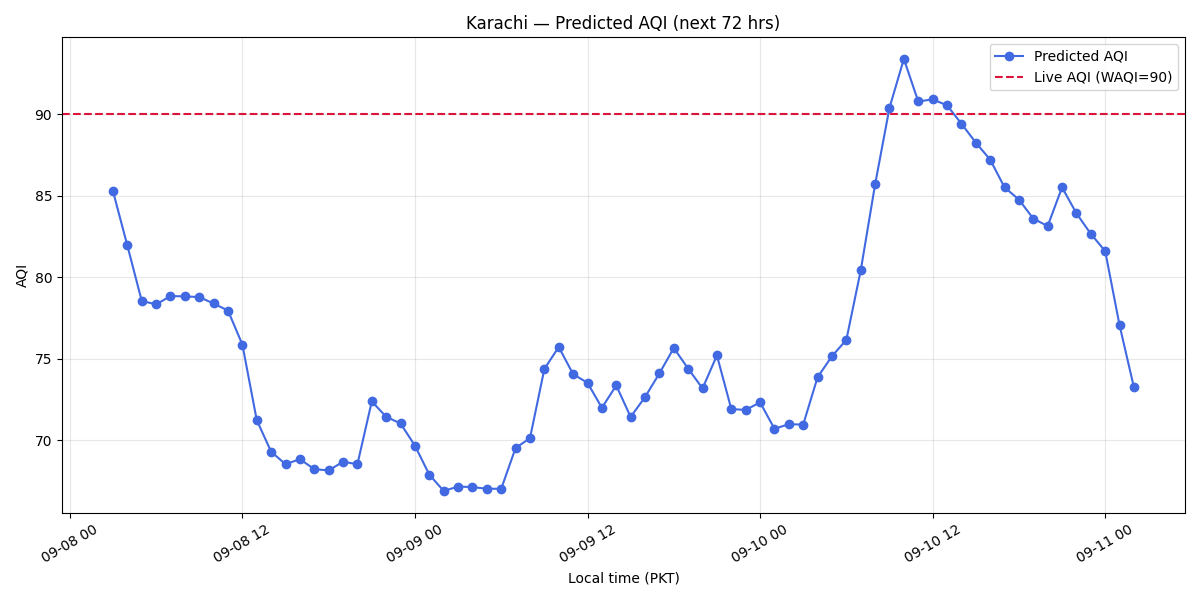 Karachi — Predicted AQI (next 72 hrs)
Predicted AQI
Live AQI (WAQI=90)
AQI
90
85
80
75
70
09-08 00
09-08 12
09-09 00
09-09 12
09-10 00
09-10 12
09-11 00
Local time (PKT)